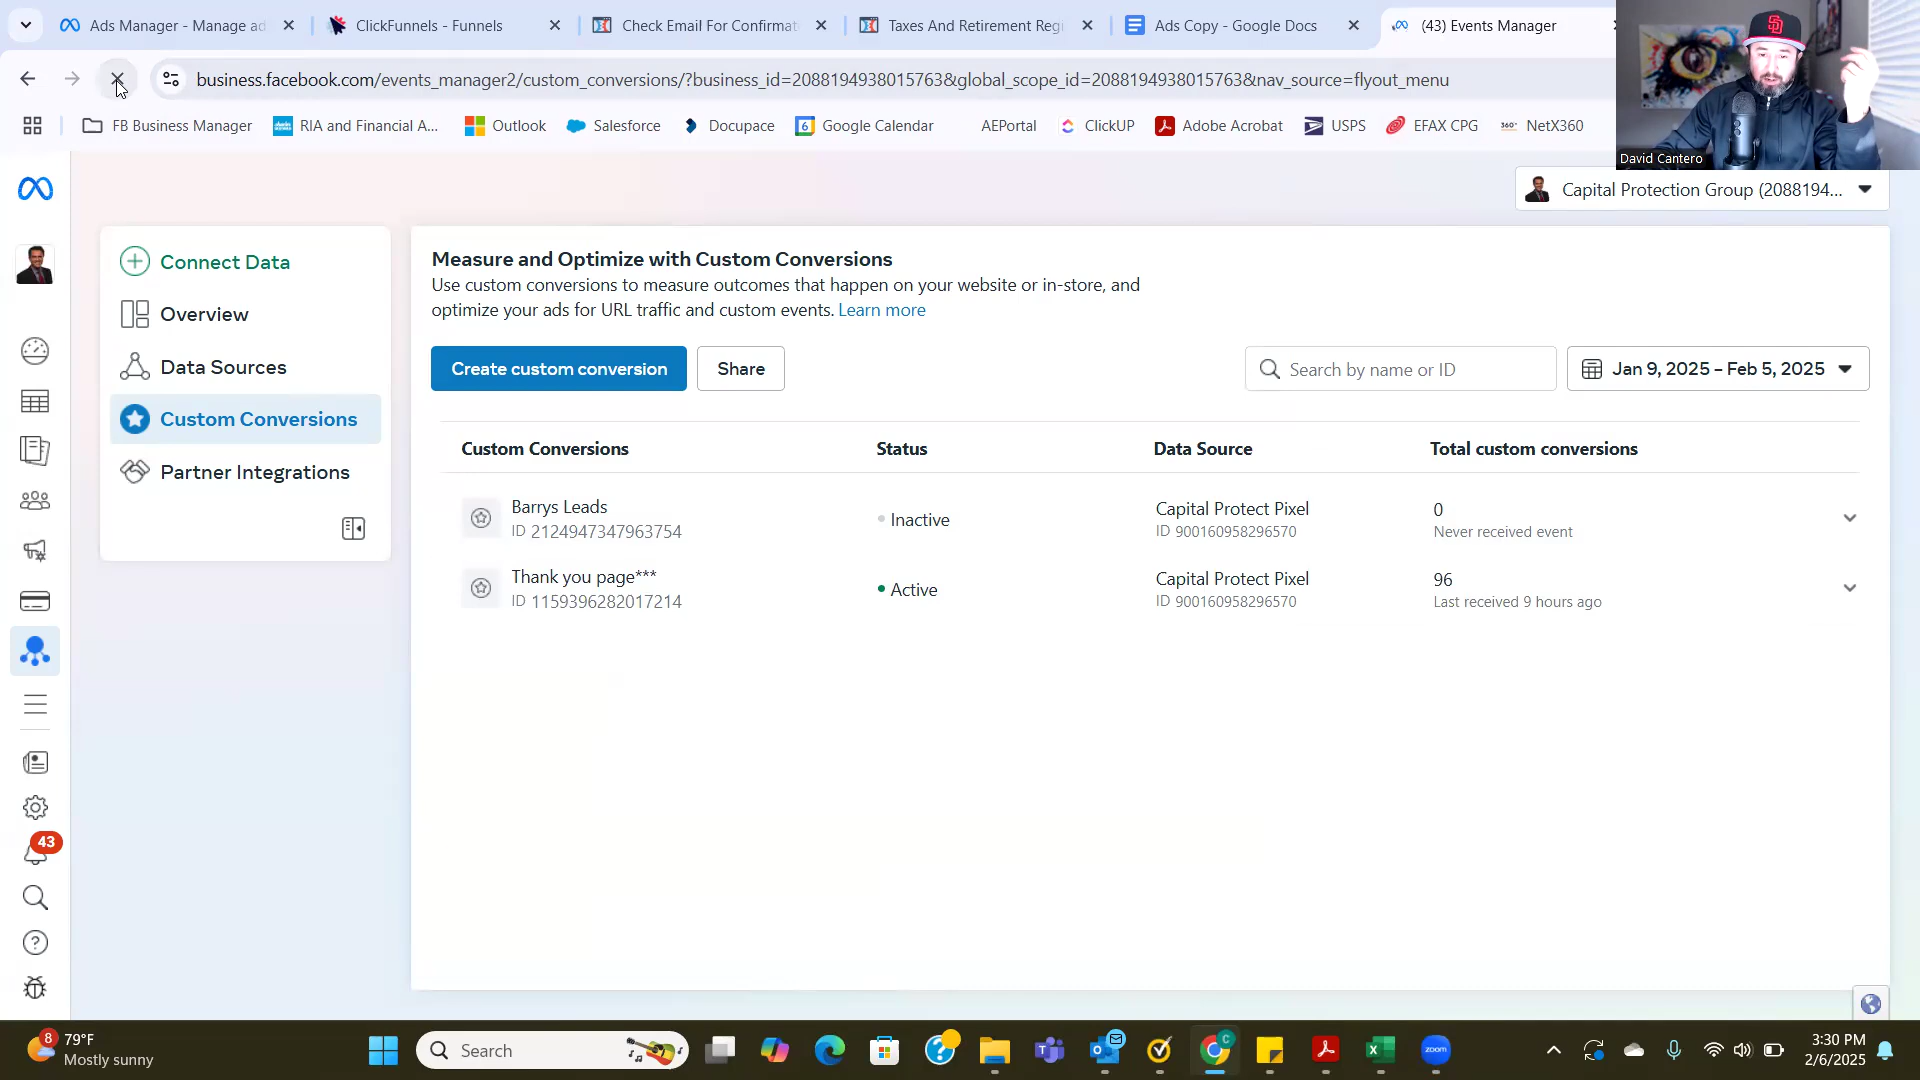 Ads Manager - Manage ad
ClickFunnels - Funnels
Check Email For Confirmat
Taxes And Retirement Reg
Ads Copy - Google Docs
(43) Events Manager
business.facebook.com/events_manager2/custom_conversions/?business_id=2088194938015763&global_scope_id=2088194938015763&nav_source=flyout_menu
FB Business Manager
RIA and Financial A...
Outlook
Salesforce
Docupace
6
Google Calendar
AEPortal
ClickUP
Adobe Acrobat
USPS
EFAX CPG
360°
NetX360
David Cantero
Capital Protection Group (2088194...
Connect Data
Overview
Data Sources
Custom Conversions
Partner Integrations
Measure and Optimize with Custom Conversions
Use custom conversions to measure outcomes that happen on your website or in-store, and
optimize your ads for URL traffic and custom events. Learn more
Create custom conversion
Share
Search by name or ID
Jan 9, 2025 – Feb 5, 2025
Custom Conversions
Status
Data Source
Total custom conversions
Barrys Leads
ID 2124947347963754
Inactive
Capital Protect Pixel
ID 900160958296570
0
Never received event
Thank you page***
ID 1159396282017214
Active
Capital Protect Pixel
ID 900160958296570
96
Last received 9 hours ago
43
8
79°F
Mostly sunny
Search
C
zoom
3:30 PM
2/6/2025